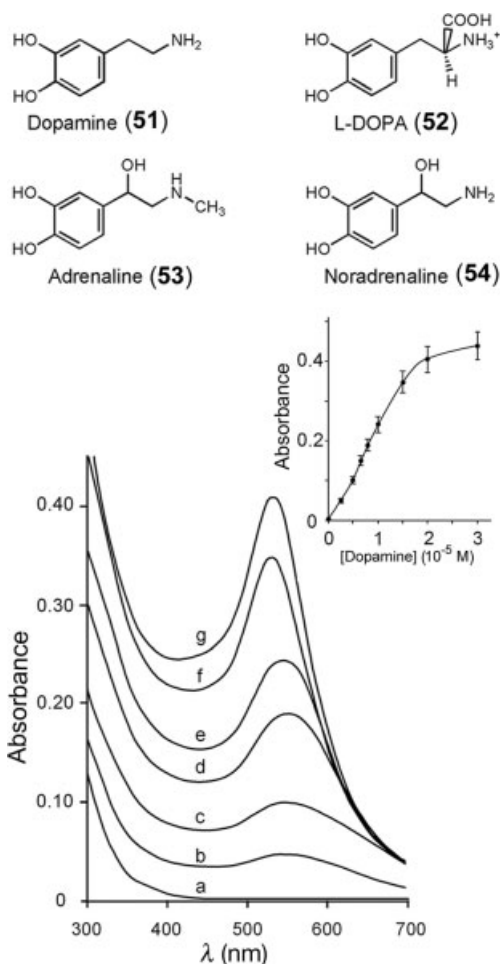 HO
HO
NH2
Dopamine (51)
HO
HO
COOH
NH3+
H
L-DOPA (52)
HO
HO
OH
H
N
CH3
Adrenaline (53)
HO
HO
OH
NH2
Noradrenaline (54)
Absorbance
0.4
0.2
0
0 1 2 3
[Dopamine] (10-5 M)
Absorbance
0.40
0.30
0.20
0.10
0
g
f
e
d
c
b
a
300 400 500 600 700
λ (nm)